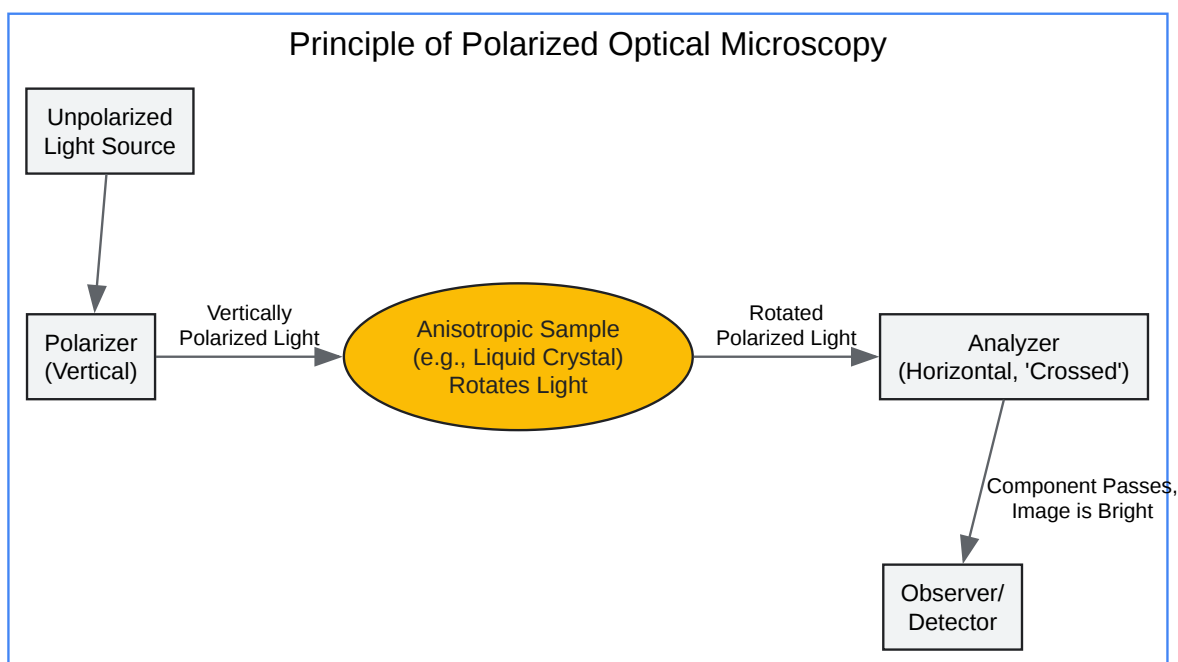 Principle of Polarized Optical Microscopy
Unpolarized
Light Source
Polarizer
(Vertical)
Vertically
Polarized Light
Anisotropic Sample
(e.g., Liquid Crystal)
Rotates Light
Rotated
Polarized Light
Analyzer
(Horizontal, 'Crossed')
Component Passes,
Image is Bright
Observer/
Detector